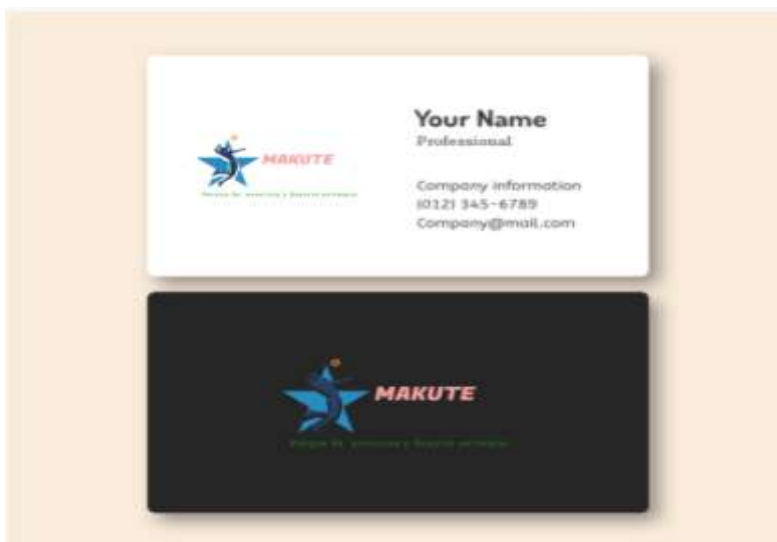 Your Name
Professional
MAKUTE
Company information
(012) 345-6789
Company@mail.com
MAKUTE